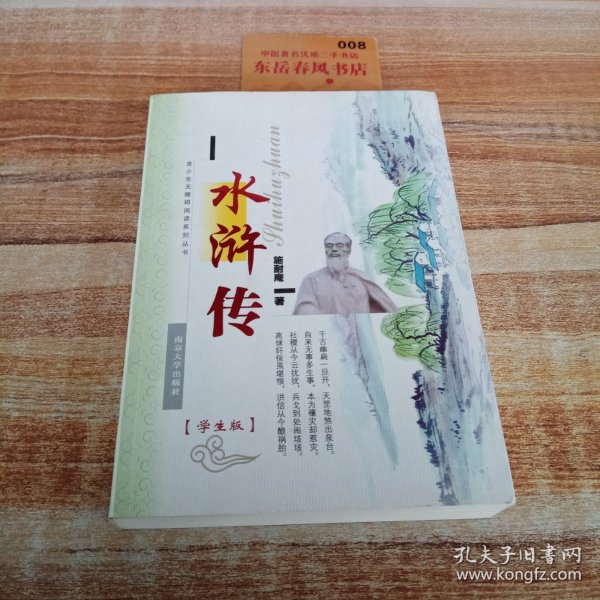 008
中国著名优质二手书店
东岳春风书店
青少年无障碍阅读系列丛书
Shuihuzhuan
水浒传
施耐庵
著
千古幽扃一旦开，天罡地煞出泉台。
自来无事多生事，本为禳灾却惹灾。
社稷从今云扰扰，兵戈到处闹垓垓。
高俅奸佞虽堪恨，洪信从今酿祸胎。
南京大学出版社
【学生版】
孔夫子旧书网
www.kongfz.com